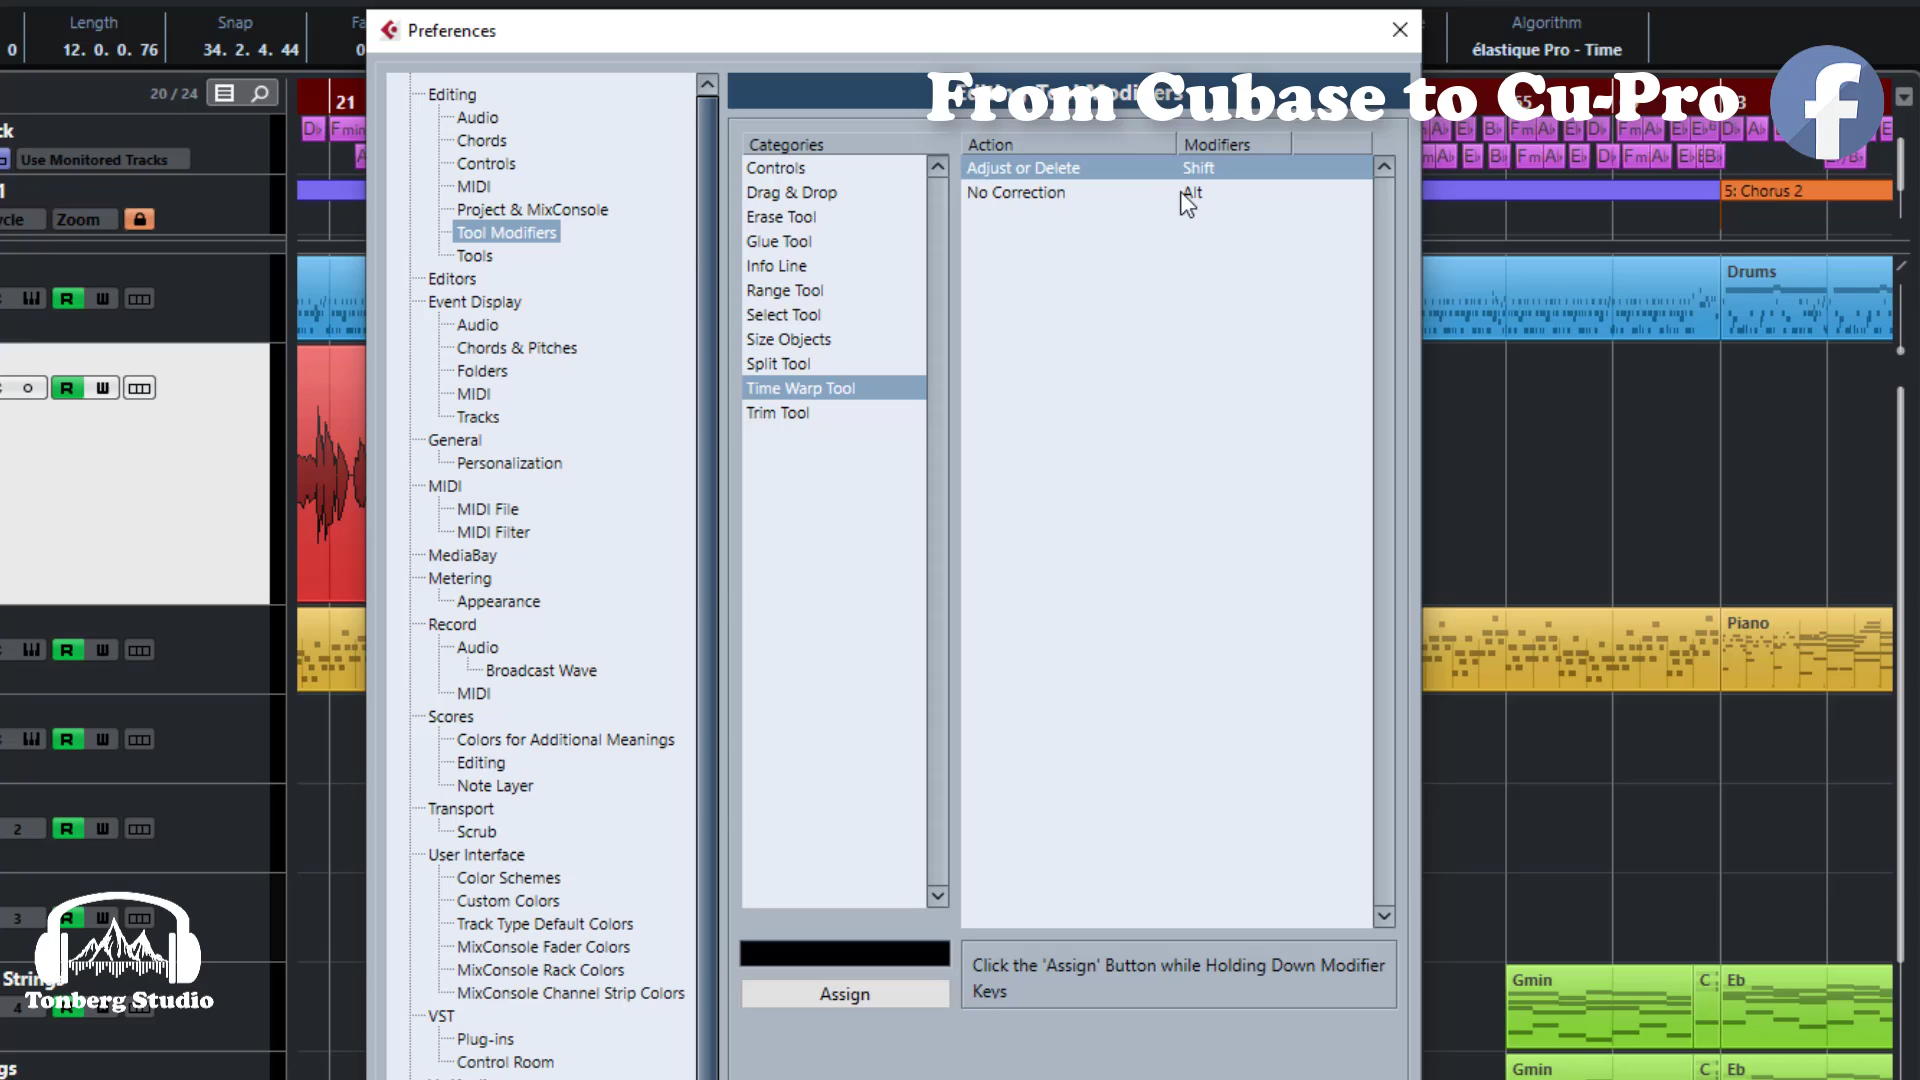 Length
Snap
Algorithm
0
12. 0. 0. 76
34. 2. 4. 44
élastique Pro - Time
Preferences
From Cubase to Cu-Pro
20 / 24
21
Use Monitored Tracks
Zoom
5: Chorus 2
Editing
Audio
Chords
Controls
MIDI
Project & MixConsole
Tool Modifiers
Tools
Editors
Event Display
Audio
Chords & Pitches
Folders
MIDI
Tracks
General
Personalization
MIDI
MIDI File
MIDI Filter
MediaBay
Metering
Appearance
Record
Audio
Broadcast Wave
MIDI
Scores
Colors for Additional Meanings
Editing
Note Layer
Transport
Scrub
User Interface
Color Schemes
Custom Colors
Track Type Default Colors
MixConsole Fader Colors
MixConsole Rack Colors
MixConsole Channel Strip Colors
VST
Plug-ins
Control Room
Categories
Controls
Drag & Drop
Erase Tool
Glue Tool
Info Line
Range Tool
Select Tool
Size Objects
Split Tool
Time Warp Tool
Trim Tool
Action Modifiers
Adjust or Delete Shift
No Correction Alt
Assign
Click the 'Assign' Button while Holding Down Modifier
Keys
Drums
Piano
Gmin C Eb
Gmin C Eb
R W
R W
R W
R W
2 R W
3 R W
Strings
4
Tonberg Studio